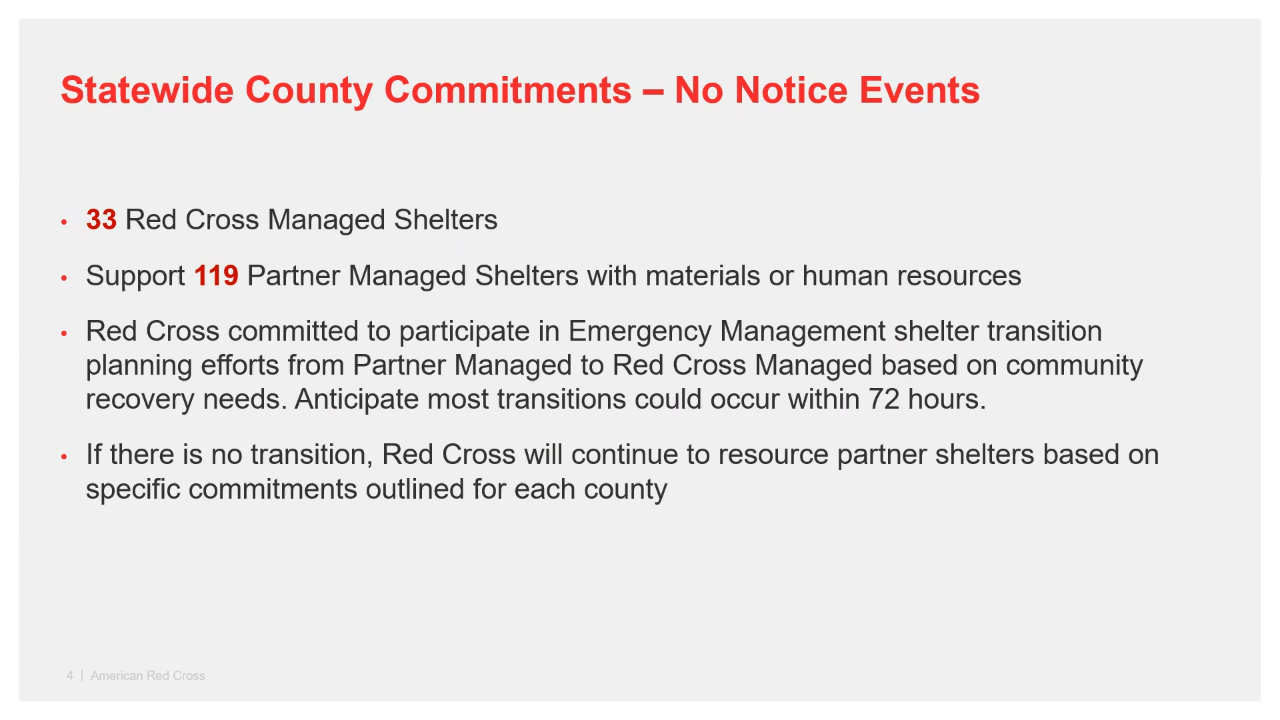 Statewide County Commitments – No Notice Events
• 33 Red Cross Managed Shelters
• Support 119 Partner Managed Shelters with materials or human resources
• Red Cross committed to participate in Emergency Management shelter transition
planning efforts from Partner Managed to Red Cross Managed based on community
recovery needs. Anticipate most transitions could occur within 72 hours.
• If there is no transition, Red Cross will continue to resource partner shelters based on
specific commitments outlined for each county
4 | American Red Cross